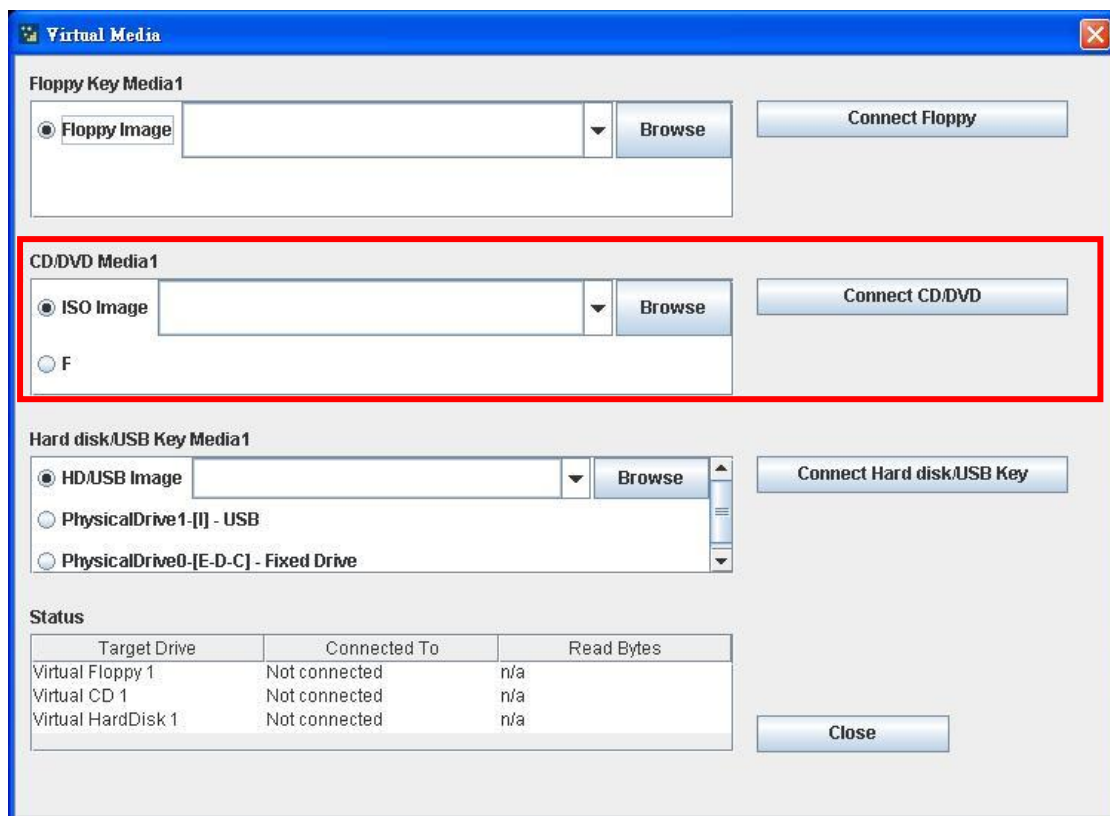 Virtual Media
Floppy Key Media1
Floppy Image Browse Connect Floppy
CD/DVD Media1
ISO Image Browse Connect CD/DVD
F
Hard disk/USB Key Media1
HD/USB Image Browse Connect Hard disk/USB Key
PhysicalDrive1-[I] - USB
PhysicalDrive0-[E-D-C] - Fixed Drive
Status
Target Drive Connected To Read Bytes
Virtual Floppy 1 Not connected n/a
Virtual CD 1 Not connected n/a
Virtual HardDisk 1 Not connected n/a
Close